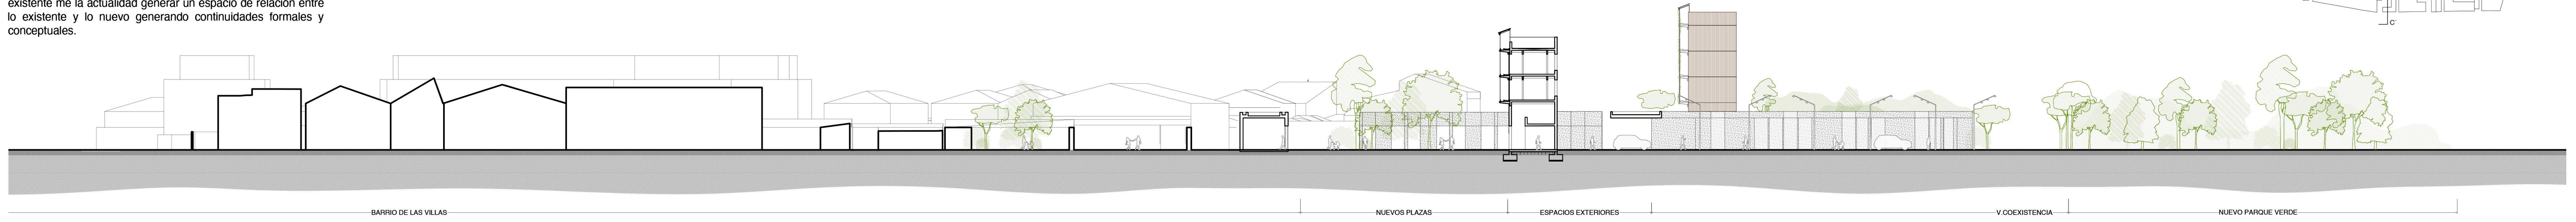 existente me la actualidad generar un espacio de relación entre
lo existente y lo nuevo generando continuidades formales y
conceptuales.
C'
BARRIO DE LAS VILLAS
NUEVOS PLAZAS
ESPACIOS EXTERIORES
V.COEXISTENCIA
NUEVO PARQUE VERDE